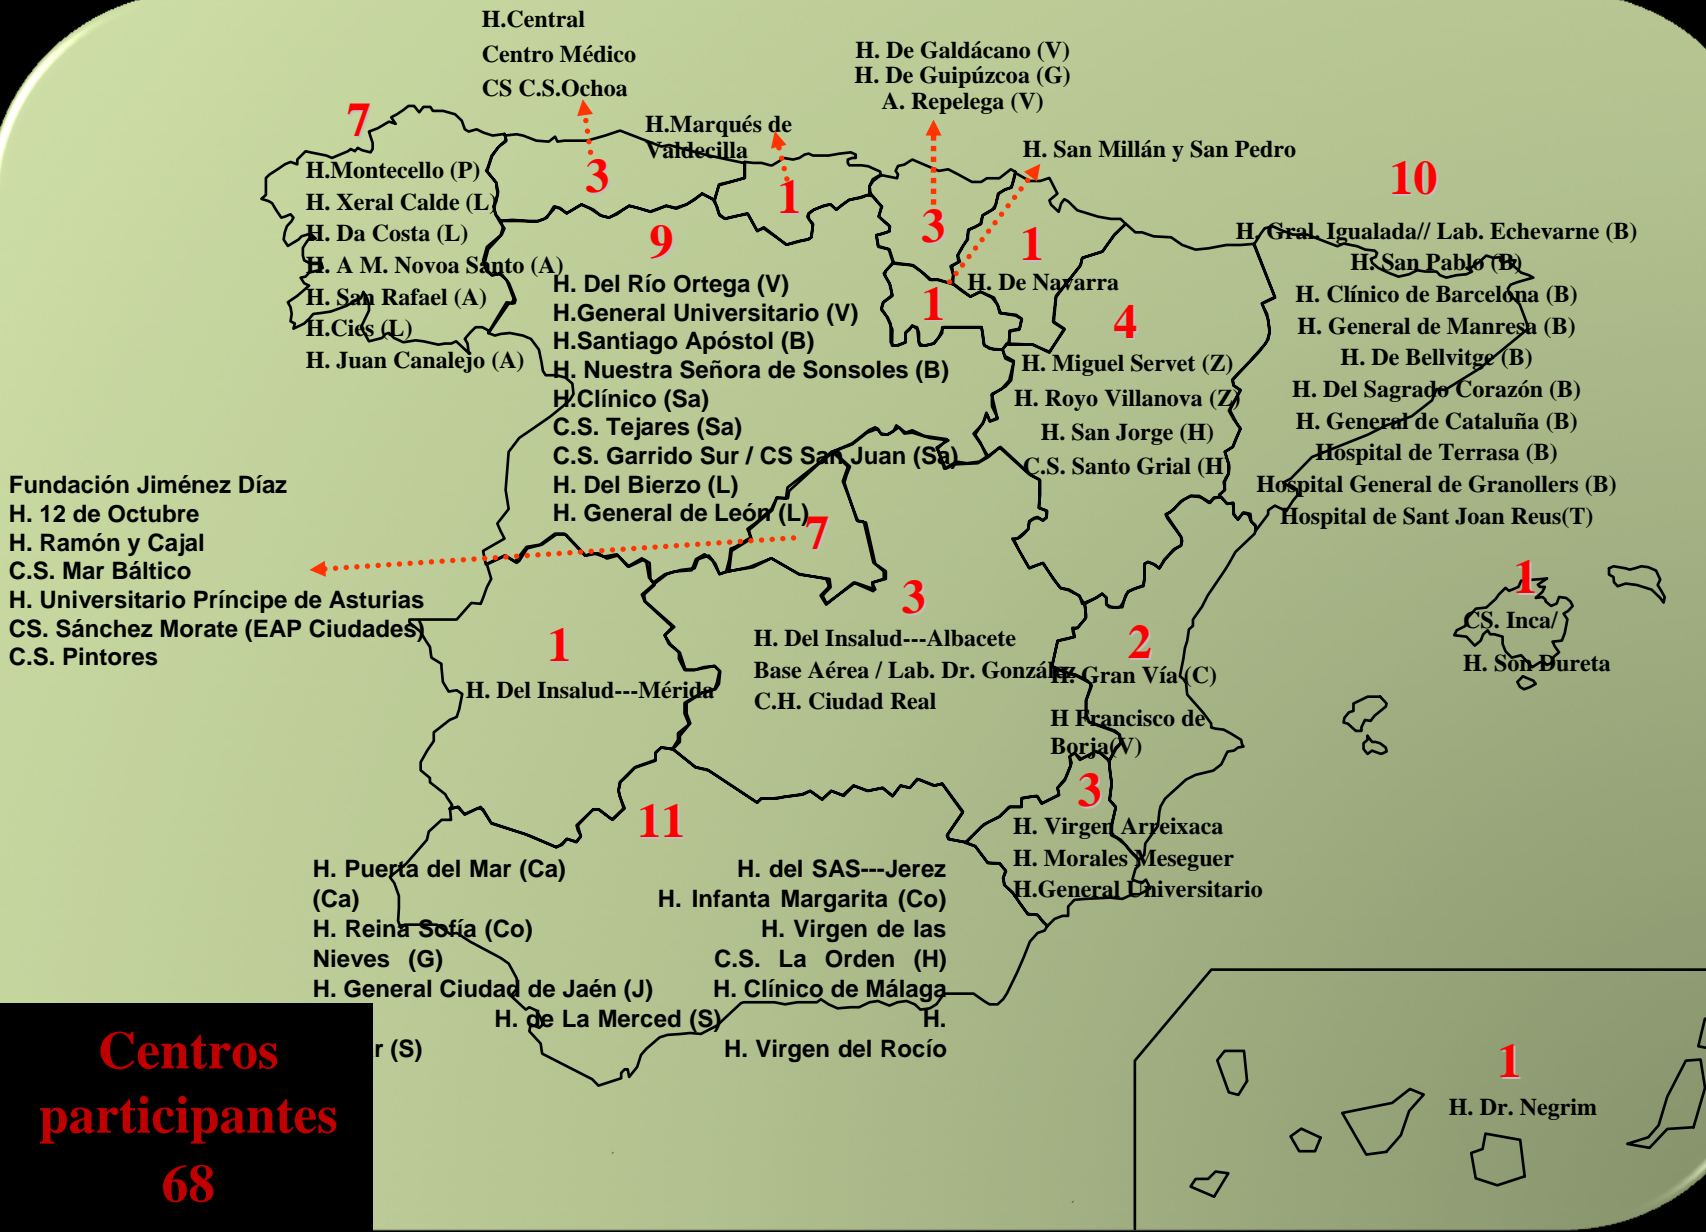 H.Central
Centro Médico
CS C.S.Ochoa
H. De Galdácano (V)
H. De Guipúzcoa (G)
A. Repelega (V)
7
H.Marqués de
Valdecilla
H. San Millán y San Pedro
H.Montecello (P)
H. Xeral Calde (L)
H. Da Costa (L)
H. A M. Novoa Santo (A)
H. San Rafael (A)
H.Cies (L)
H. Juan Canalejo (A)
3
1
3
1
H. De Navarra
1
10
H. Gral. Igualada// Lab. Echevarne (B)
H. San Pablo (B)
H. Clínico de Barcelona (B)
H. General de Manresa (B)
H. De Bellvitge (B)
H. Del Sagrado Corazón (B)
H. General de Cataluña (B)
Hospital de Terrasa (B)
Hospital General de Granollers (B)
Hospital de Sant Joan Reus(T)
9
H. Del Río Ortega (V)
H.General Universitario (V)
H.Santiago Apóstol (B)
H. Nuestra Señora de Sonsoles (B)
H.Clínico (Sa)
C.S. Tejares (Sa)
C.S. Garrido Sur / CS San Juan (Sa)
H. Del Bierzo (L)
H. General de León (L)
4
H. Miguel Servet (Z)
H. Royo Villanova (Z)
H. San Jorge (H)
C.S. Santo Grial (H)
Fundación Jiménez Díaz
H. 12 de Octubre
H. Ramón y Cajal
C.S. Mar Báltico
H. Universitario Príncipe de Asturias
CS. Sánchez Morate (EAP Ciudades)
C.S. Pintores
7
1
CS. Inca/
H. Son Dureta
3
H. Del Insalud---Albacete
Base Aérea / Lab. Dr. González
C.H. Ciudad Real
1
H. Del Insalud---Mérida
2
H. Gran Vía (C)
H Francisco de
Borja(V)
3
H. Virgen Arreixaca
H. Morales Meseguer
H.General Universitario
11
H. Puerta del Mar (Ca) H. del SAS---Jerez
(Ca) H. Infanta Margarita (Co)
H. Reina Sofía (Co) H. Virgen de las
Nieves (G) C.S. La Orden (H)
H. General Ciudad de Jaén (J) H. Clínico de Málaga
H. de La Merced (S) H.
r (S) H. Virgen del Rocío
Centros
participantes
68
1
H. Dr. Negrim